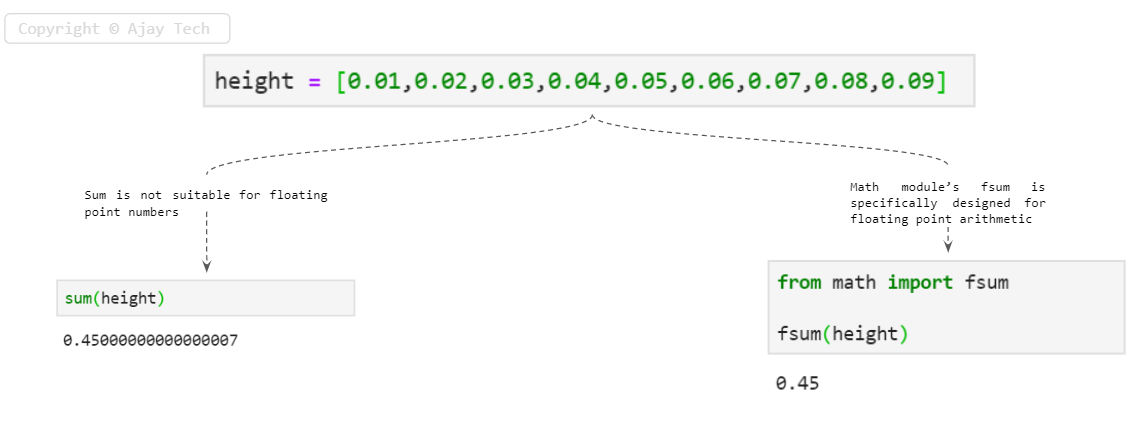 Copyright © Ajay Tech
height = [0.01,0.02,0.03,0.04,0.05,0.06,0.07,0.08,0.09]
Sum is not suitable for floating
point numbers
sum(height)
0.45000000000000007
Math module’s fsum is
specifically designed for
floating point arithmetic
from math import fsum
fsum(height)
0.45